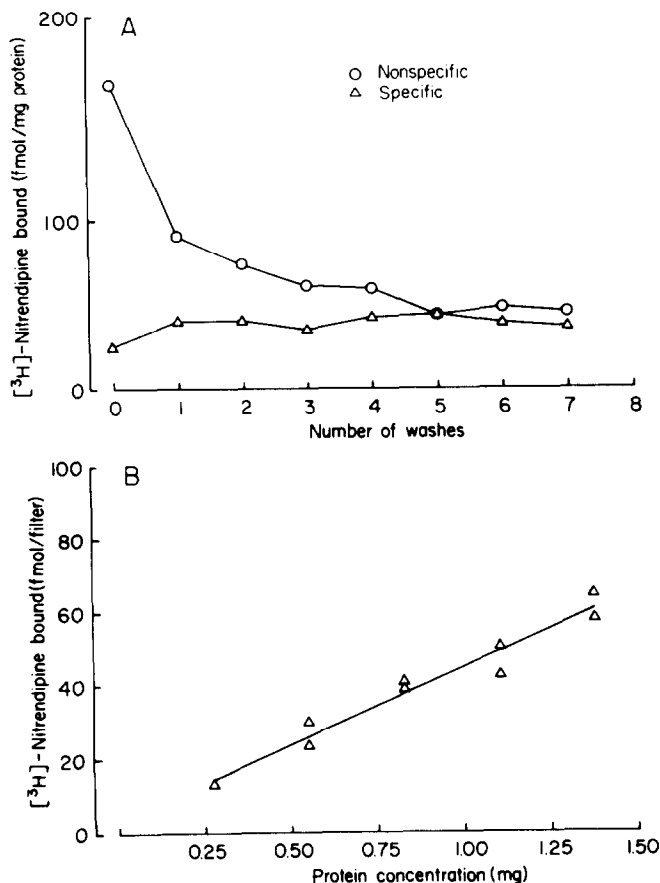 A
200
100
0
[³H]-Nitrendipine bound (fmol/mg protein)
Nonspecific
Specific
0 1 2 3 4 5 6 7 8
Number of washes
B
100
80
60
40
20
0
[³H]-Nitrendipine bound (fmol/filter)
0.25 0.50 0.75 1.00 1.25 1.50
Protein concentration (mg)